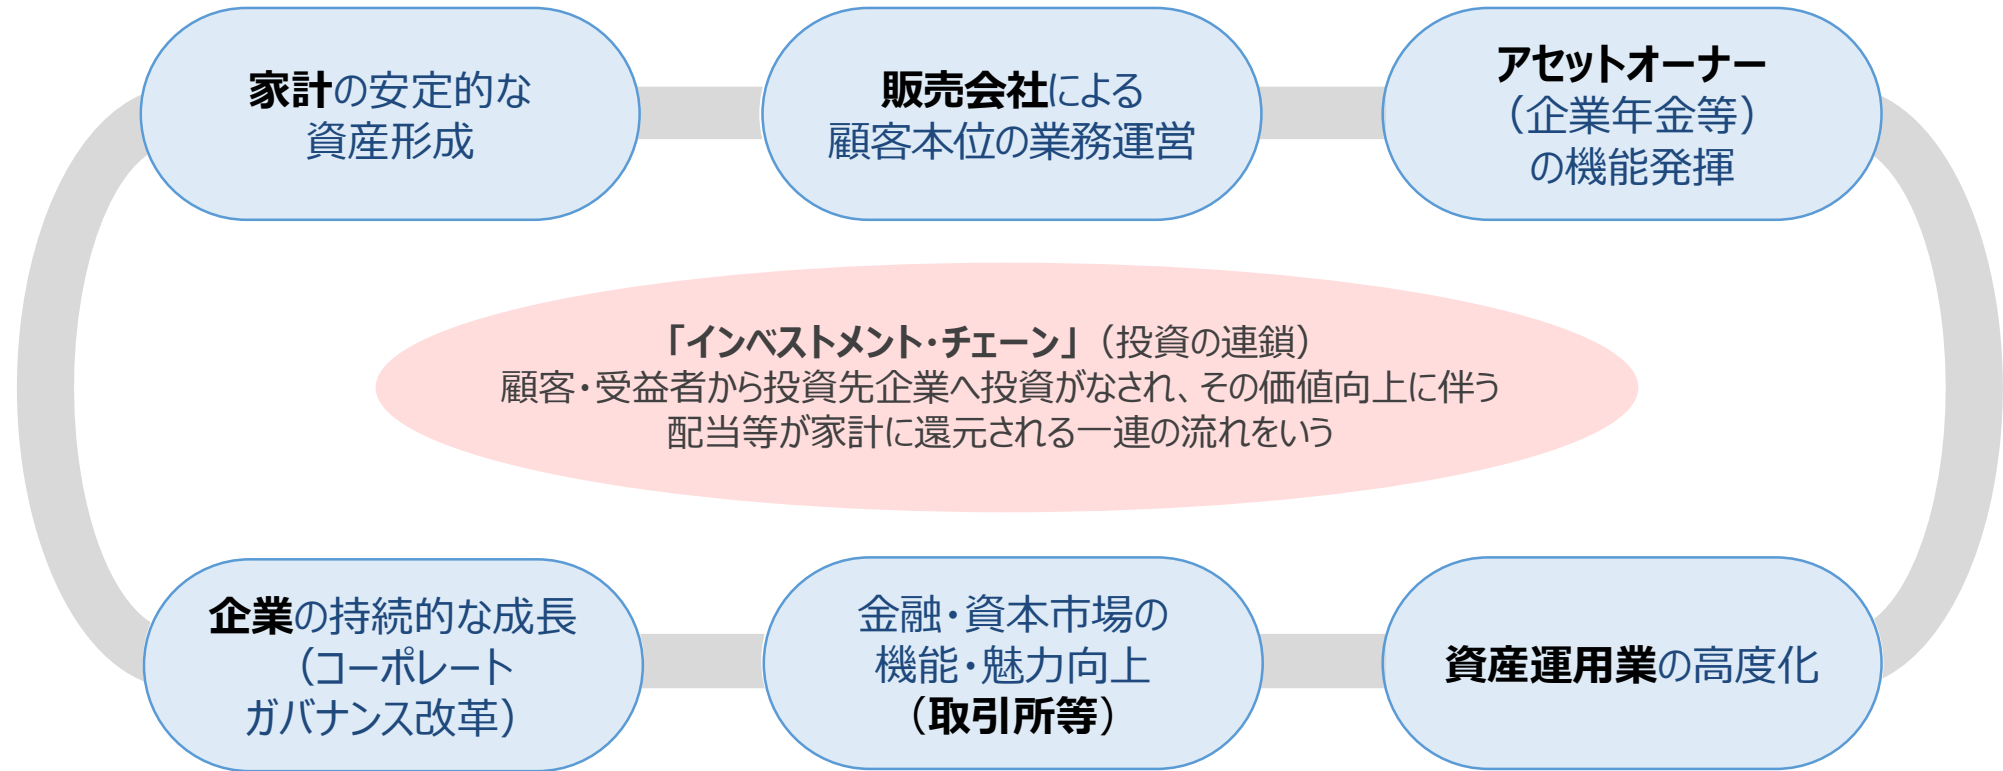 家計の安定的な
資産形成
販売会社による
顧客本位の業務運営
アセットオーナー
（企業年金等）
の機能発揮
「インベストメント・チェーン」（投資の連鎖）
顧客・受益者から投資先企業へ投資がなされ、その価値向上に伴う
配当等が家計に還元される一連の流れをいう
企業の持続的な成長
（コーポレート
ガバナンス改革）
金融・資本市場の
機能・魅力向上
（取引所等）
資産運用業の高度化